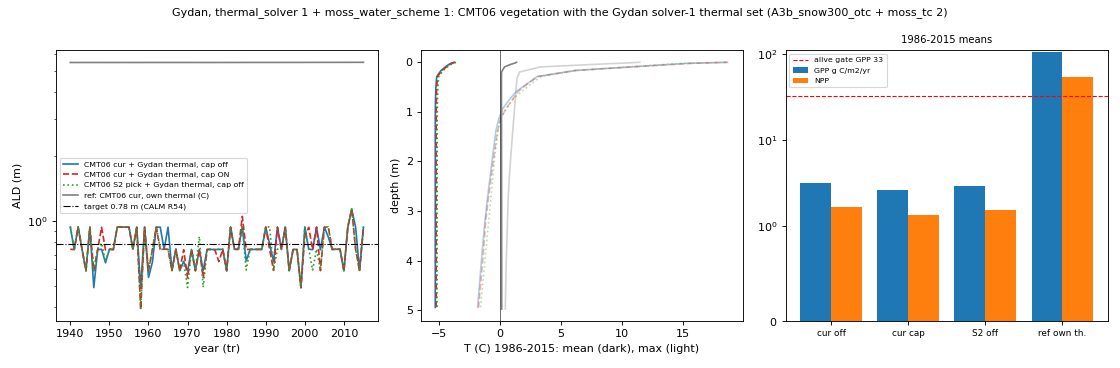 Gydan, thermal_solver 1 + moss_water_scheme 1: CMT06 vegetation with the Gydan solver-1 thermal set (A3b_snow300_otc + moss_tc 2)
ALD (m)
10⁰
CMT06 cur + Gydan thermal, cap off
CMT06 cur + Gydan thermal, cap ON
CMT06 S2 pick + Gydan thermal, cap off
ref: CMT06 cur, own thermal (C)
target 0.78 m (CALM R54)
1940 1950 1960 1970 1980 1990 2000 2010
year (tr)
depth (m)
0
1
2
3
4
5
−5 0 5 10 15
T (C) 1986-2015: mean (dark), max (light)
1986-2015 means
10²
10¹
10⁰
0
alive gate GPP 33
GPP g C/m2/yr
NPP
cur off cur cap S2 off ref own th.